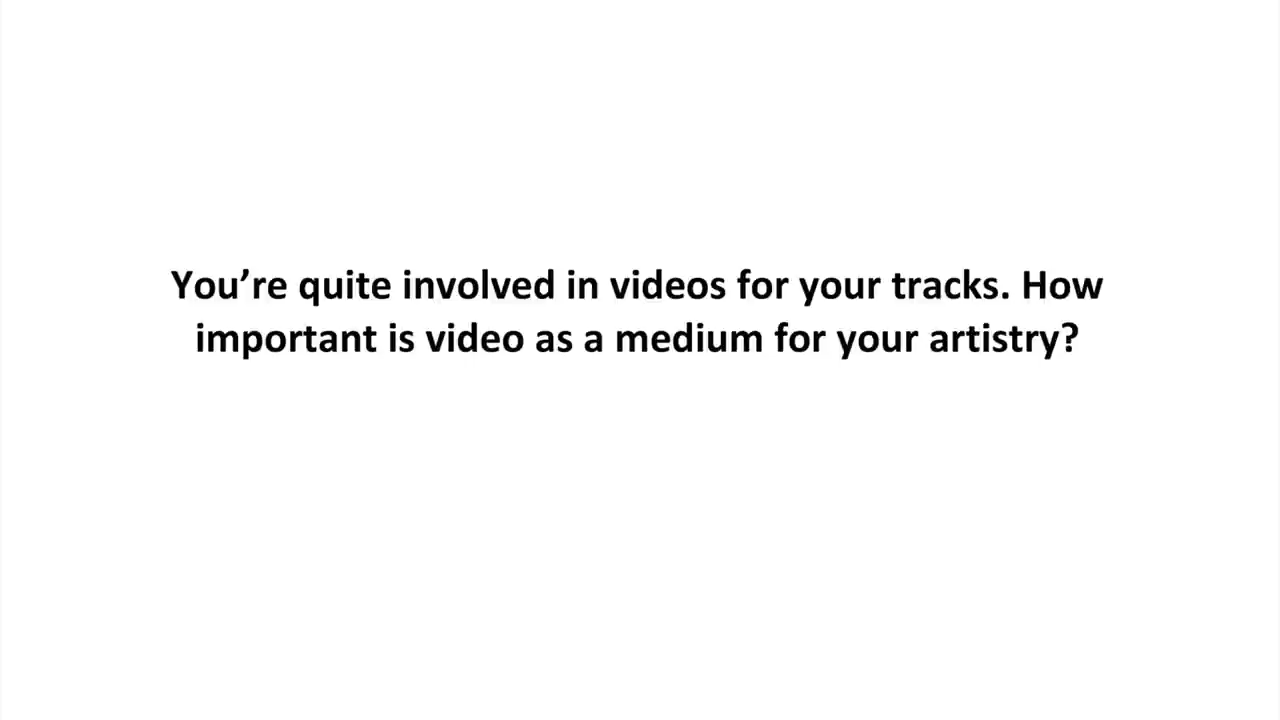 You’re quite involved in videos for your tracks. How
important is video as a medium for your artistry?